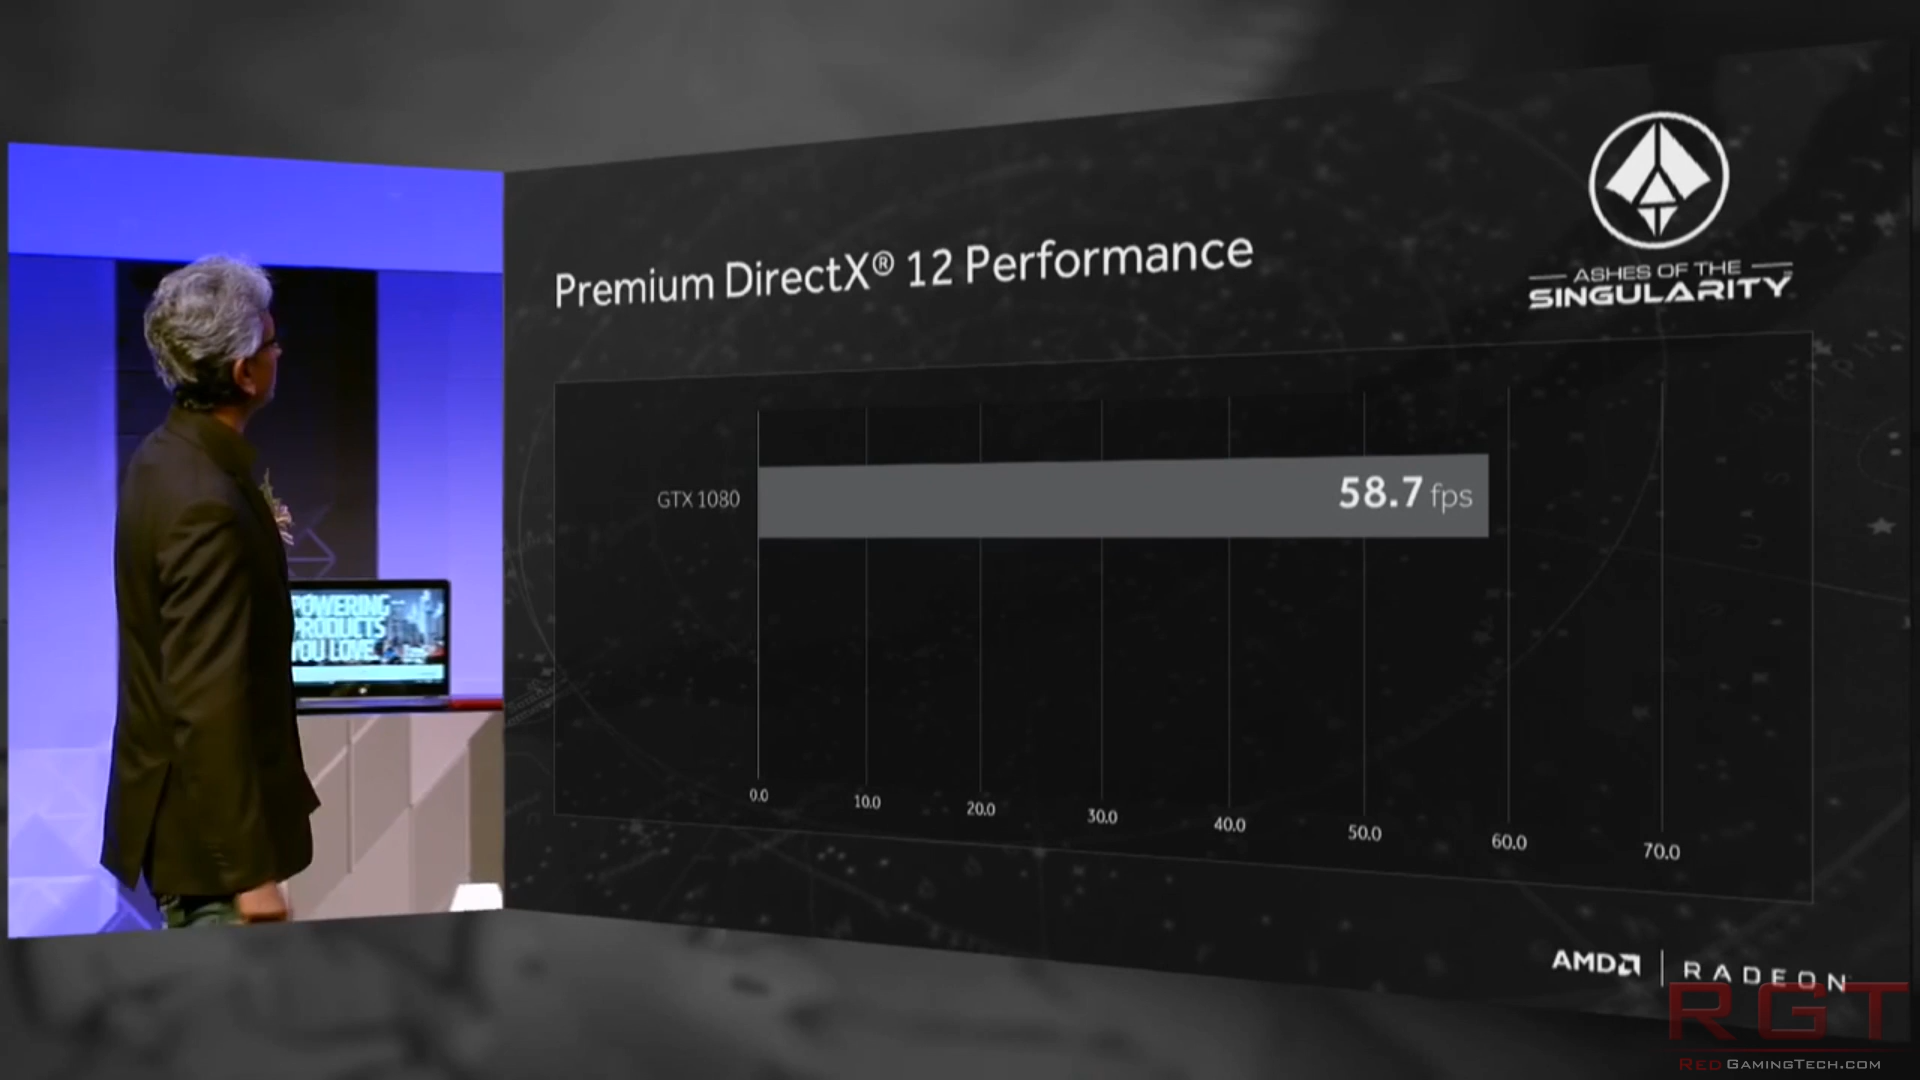 ASHES OF THE
SINGULARITY
Premium DirectX® 12 Performance
GTX 1080
58.7 fps
0.0
10.0
20.0
30.0
40.0
50.0
60.0
70.0
POWERING
PRODUCTS
YOU LOVE.
AMD
RADEON
RGT
REDGAMINGTECH.COM